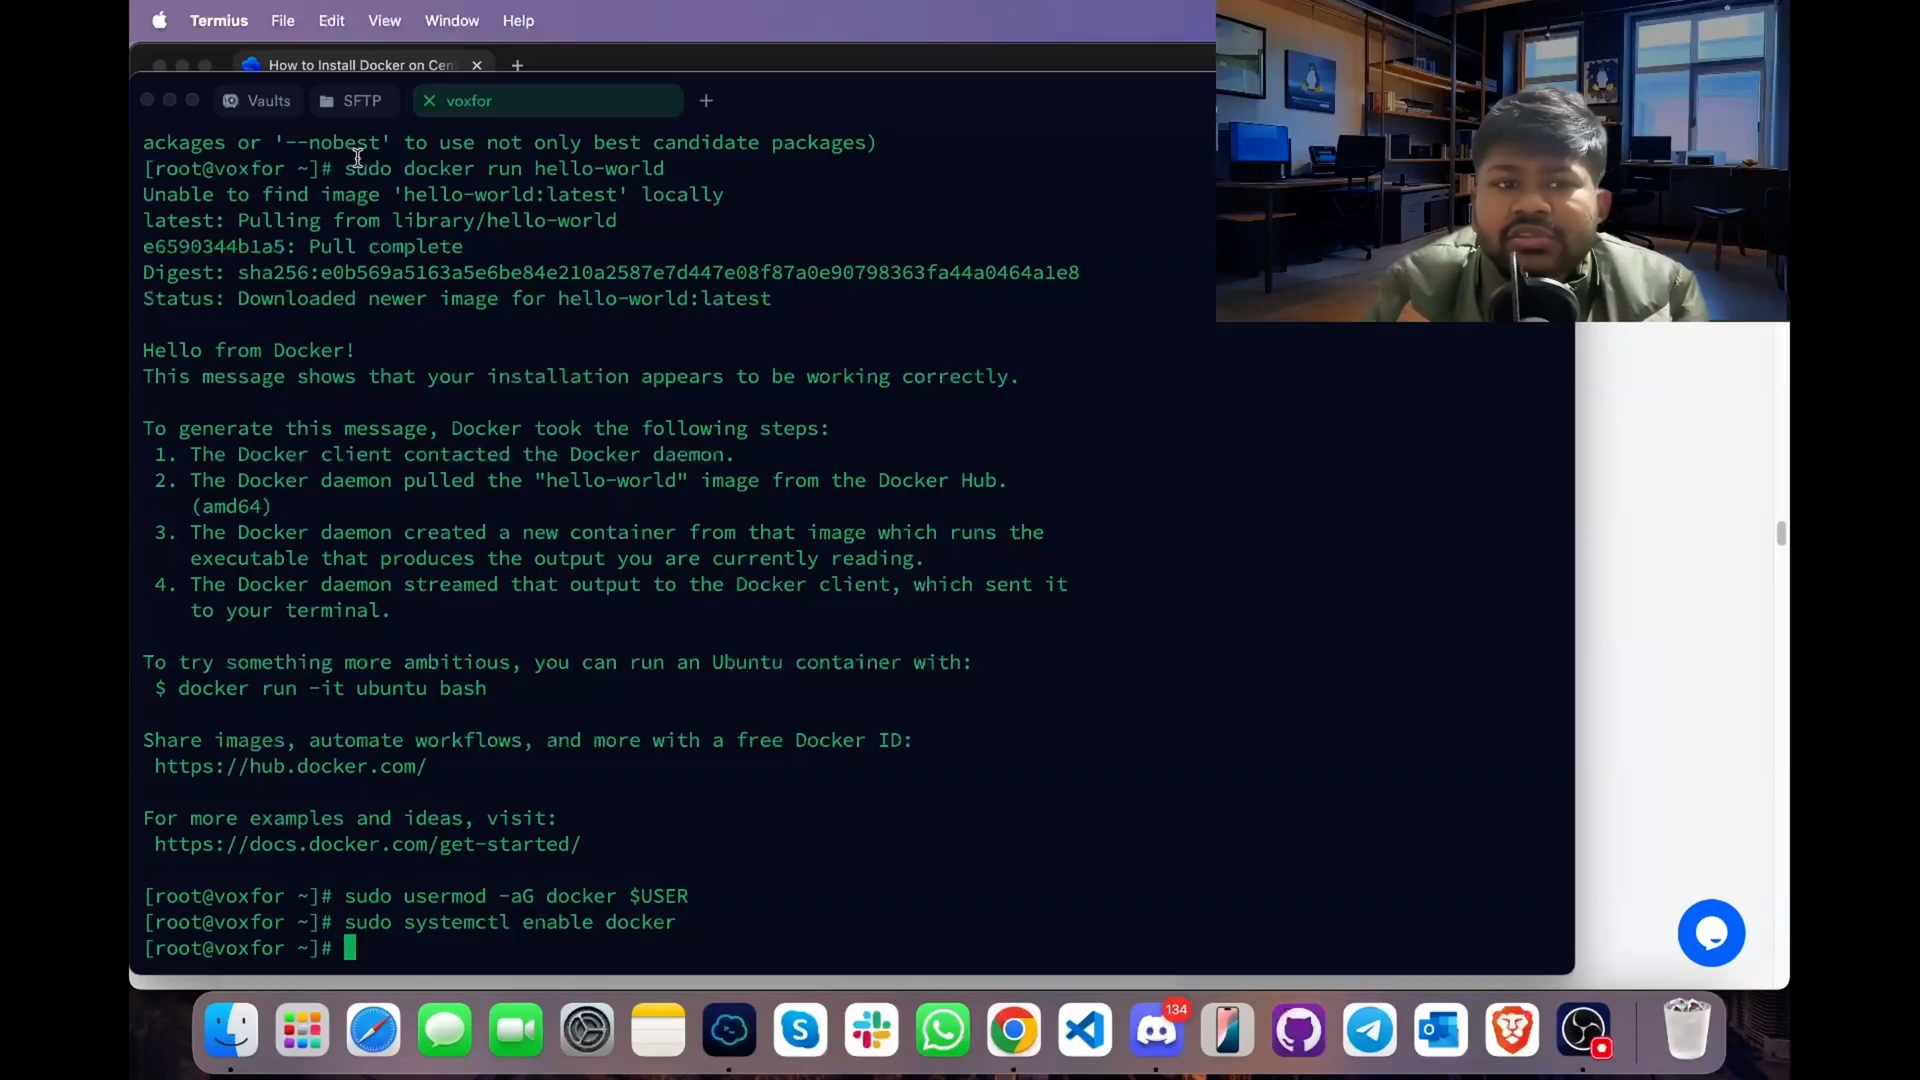 Termius File Edit View Window Help
How to Install Docker on Cen
Vaults SFTP voxfor
ackages or '--nobest' to use not only best candidate packages)
[root@voxfor ~]# sudo docker run hello-world
Unable to find image 'hello-world:latest' locally
latest: Pulling from library/hello-world
e6590344b1a5: Pull complete
Digest: sha256:e0b569a5163a5e6be84e210a2587e7d447e08f87a0e90798363fa44a0464a1e8
Status: Downloaded newer image for hello-world:latest
Hello from Docker!
This message shows that your installation appears to be working correctly.
To generate this message, Docker took the following steps:
1. The Docker client contacted the Docker daemon.
2. The Docker daemon pulled the "hello-world" image from the Docker Hub.
(amd64)
3. The Docker daemon created a new container from that image which runs the
executable that produces the output you are currently reading.
4. The Docker daemon streamed that output to the Docker client, which sent it
to your terminal.
To try something more ambitious, you can run an Ubuntu container with:
$ docker run -it ubuntu bash
Share images, automate workflows, and more with a free Docker ID:
https://hub.docker.com/
For more examples and ideas, visit:
https://docs.docker.com/get-started/
[root@voxfor ~]# sudo usermod -aG docker $USER
[root@voxfor ~]# sudo systemctl enable docker
[root@voxfor ~]#
134